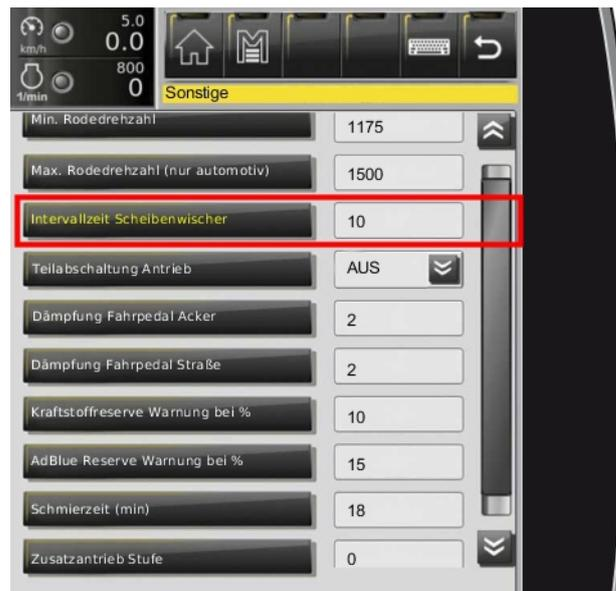 5.0
km/h
0.0
800
1/min
0
Sonstige
Min. Rodedrehzahl 1175
Max. Rodedrehzahl (nur automotiv) 1500
Intervallzeit Scheibenwischer 10
Teilabschaltung Antrieb AUS
Dämpfung Fahrpedal Acker 2
Dämpfung Fahrpedal Straße 2
Kraftstoffreserve Warnung bei % 10
AdBlue Reserve Warnung bei % 15
Schmierzeit (min) 18
Zusatzantrieb Stufe 0